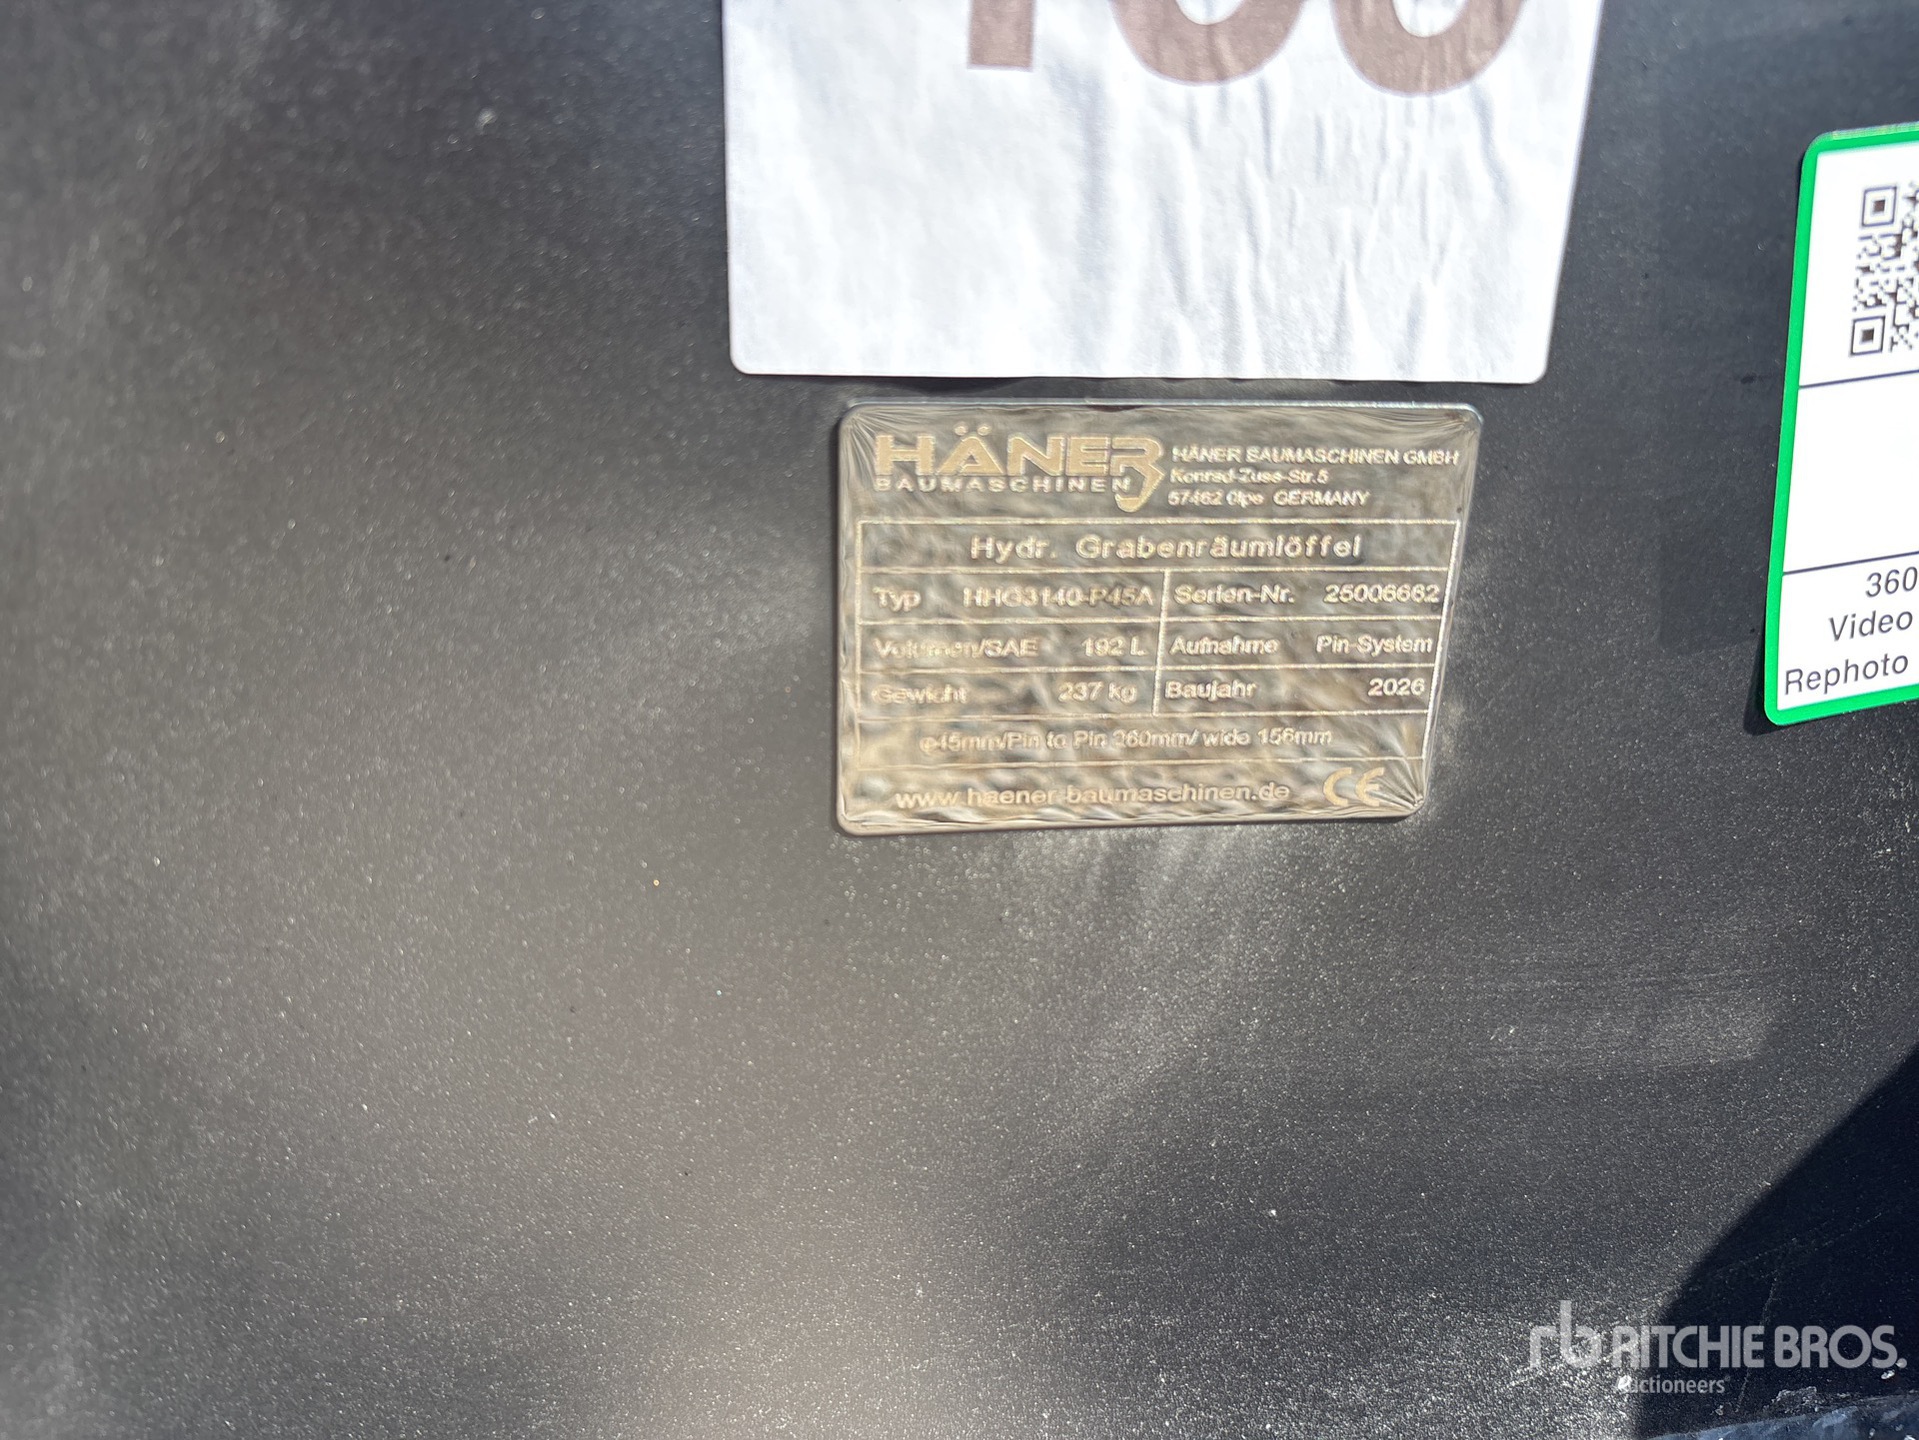 HÄNER
BAUMASCHINEN
HÄNER BAUMASCHINEN GMBH
Konrad-Zuse-Str.5
57462 Olpe GERMANY
Hydr. Grabenräumlöffel
Typ HHG3140-P45A Serien-Nr. 25006662
Volumen/SAE 192 L Aufnahme Pin-System
Gewicht 237 kg Baujahr 2026
φ45mm/Pin to Pin 260mm/ wide 156mm
www.haener-baumaschinen.de CE
360
Video
Rephoto
rb RITCHIE BROS.
Auctioneers